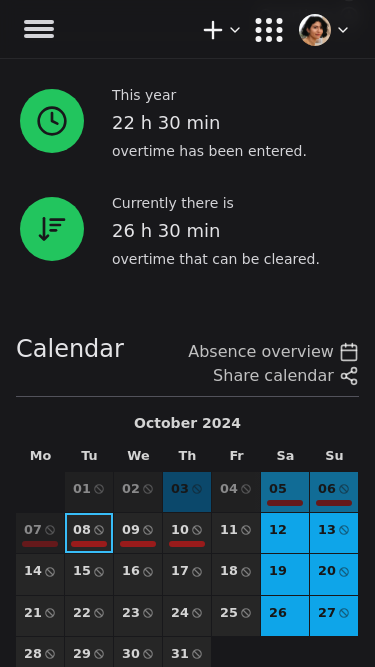 This year
22 h 30 min
overtime has been entered.
Currently there is
26 h 30 min
overtime that can be cleared.
Calendar
Absence overview
Share calendar
October 2024
Mo Tu We Th Fr Sa Su
01 02 03 04 05 06
07 08 09 10 11 12 13
14 15 16 17 18 19 20
21 22 23 24 25 26 27
28 29 30 31